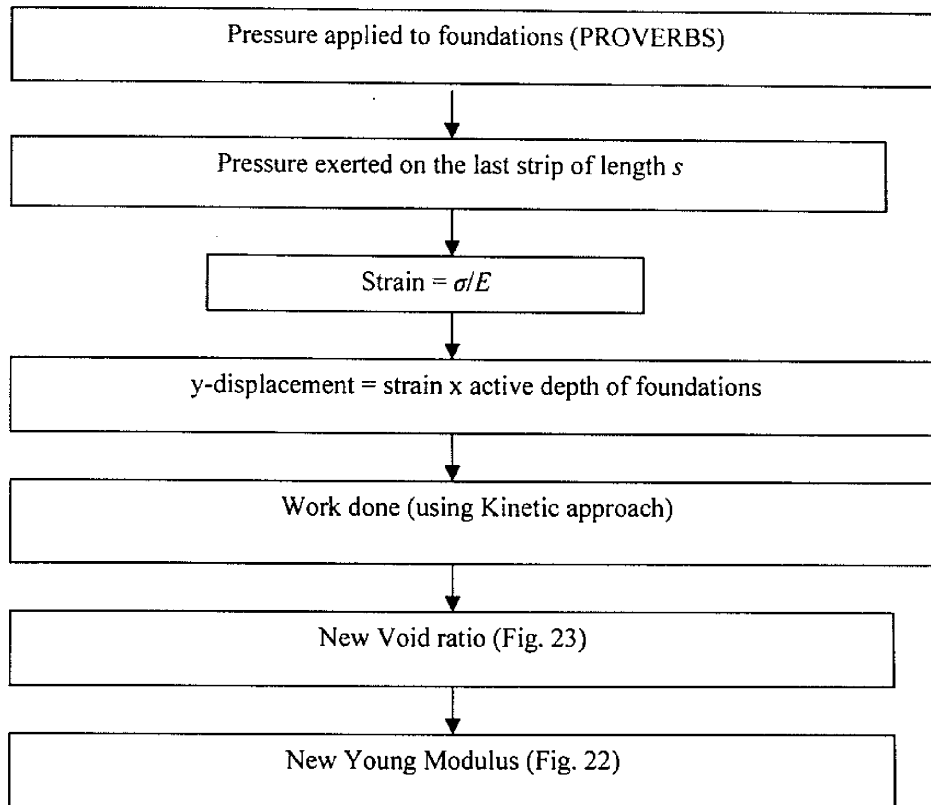 Pressure applied to foundations (PROVERBS)
Pressure exerted on the last strip of length s
Strain = σ/E
y-displacement = strain x active depth of foundations
Work done (using Kinetic approach)
New Void ratio (Fig. 23)
New Young Modulus (Fig. 22)